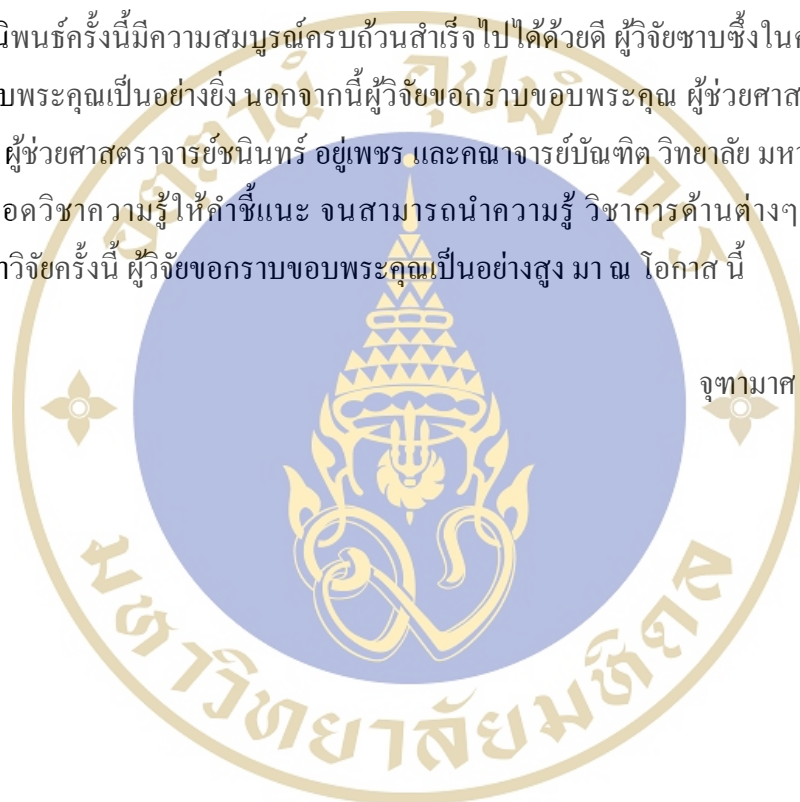 นิพนธ์ครั้งนี้มีความสมบูรณ์ครบถ้วนสำเร็จไปได้ด้วยดี ผู้วิจัยซาบซึ้งใน
พระคุณเป็นอย่างยิ่ง นอกจากนี้ผู้วิจัยขอกราบขอบพระคุณ ผู้ช่วยศาส
ผู้ช่วยศาสตราจารย์ชนินทร์ อยู่เพชร และคณาจารย์บัณฑิต วิทยาลัย มหา
อดวิชาความรู้ให้คำชี้แนะ จนสามารถนำความรู้ วิชาการด้านต่างๆ
วิจัยครั้งนี้ ผู้วิจัยขอกราบขอบพระคุณเป็นอย่างสูง มา ณ โอกาส นี้
จุฑามาศ
อตฺตานํ อุปมํ กเร
มหาวิทยาลัยมหิดล